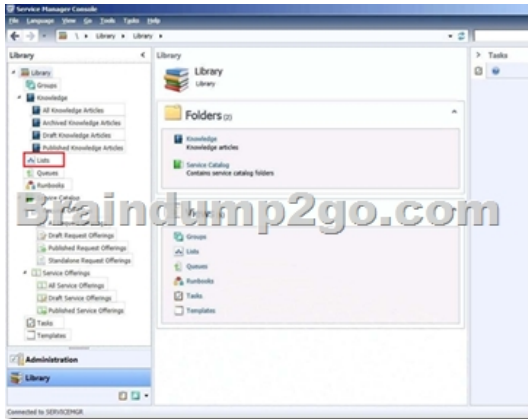 Service Manager Console
File Language View Go Tools Tasks Help
\ ▸ Library ▸ Library ▸
Library
Library
Groups
Knowledge
All Knowledge Articles
Archived Knowledge Articles
Draft Knowledge Articles
Published Knowledge Articles
Lists
Queues
Runbooks
Service Catalog
Draft Request Offerings
Published Request Offerings
Standalone Request Offerings
Service Offerings
All Service Offerings
Draft Service Offerings
Published Service Offerings
Tasks
Templates
Administration
Library
Connected to SERVICEMGR
Library
Library
Library
Folders (2)
Knowledge
Knowledge articles
Service Catalog
Contains service catalog folders
Groups
Lists
Queues
Runbooks
Tasks
Templates
Tasks
Braindump2go.com